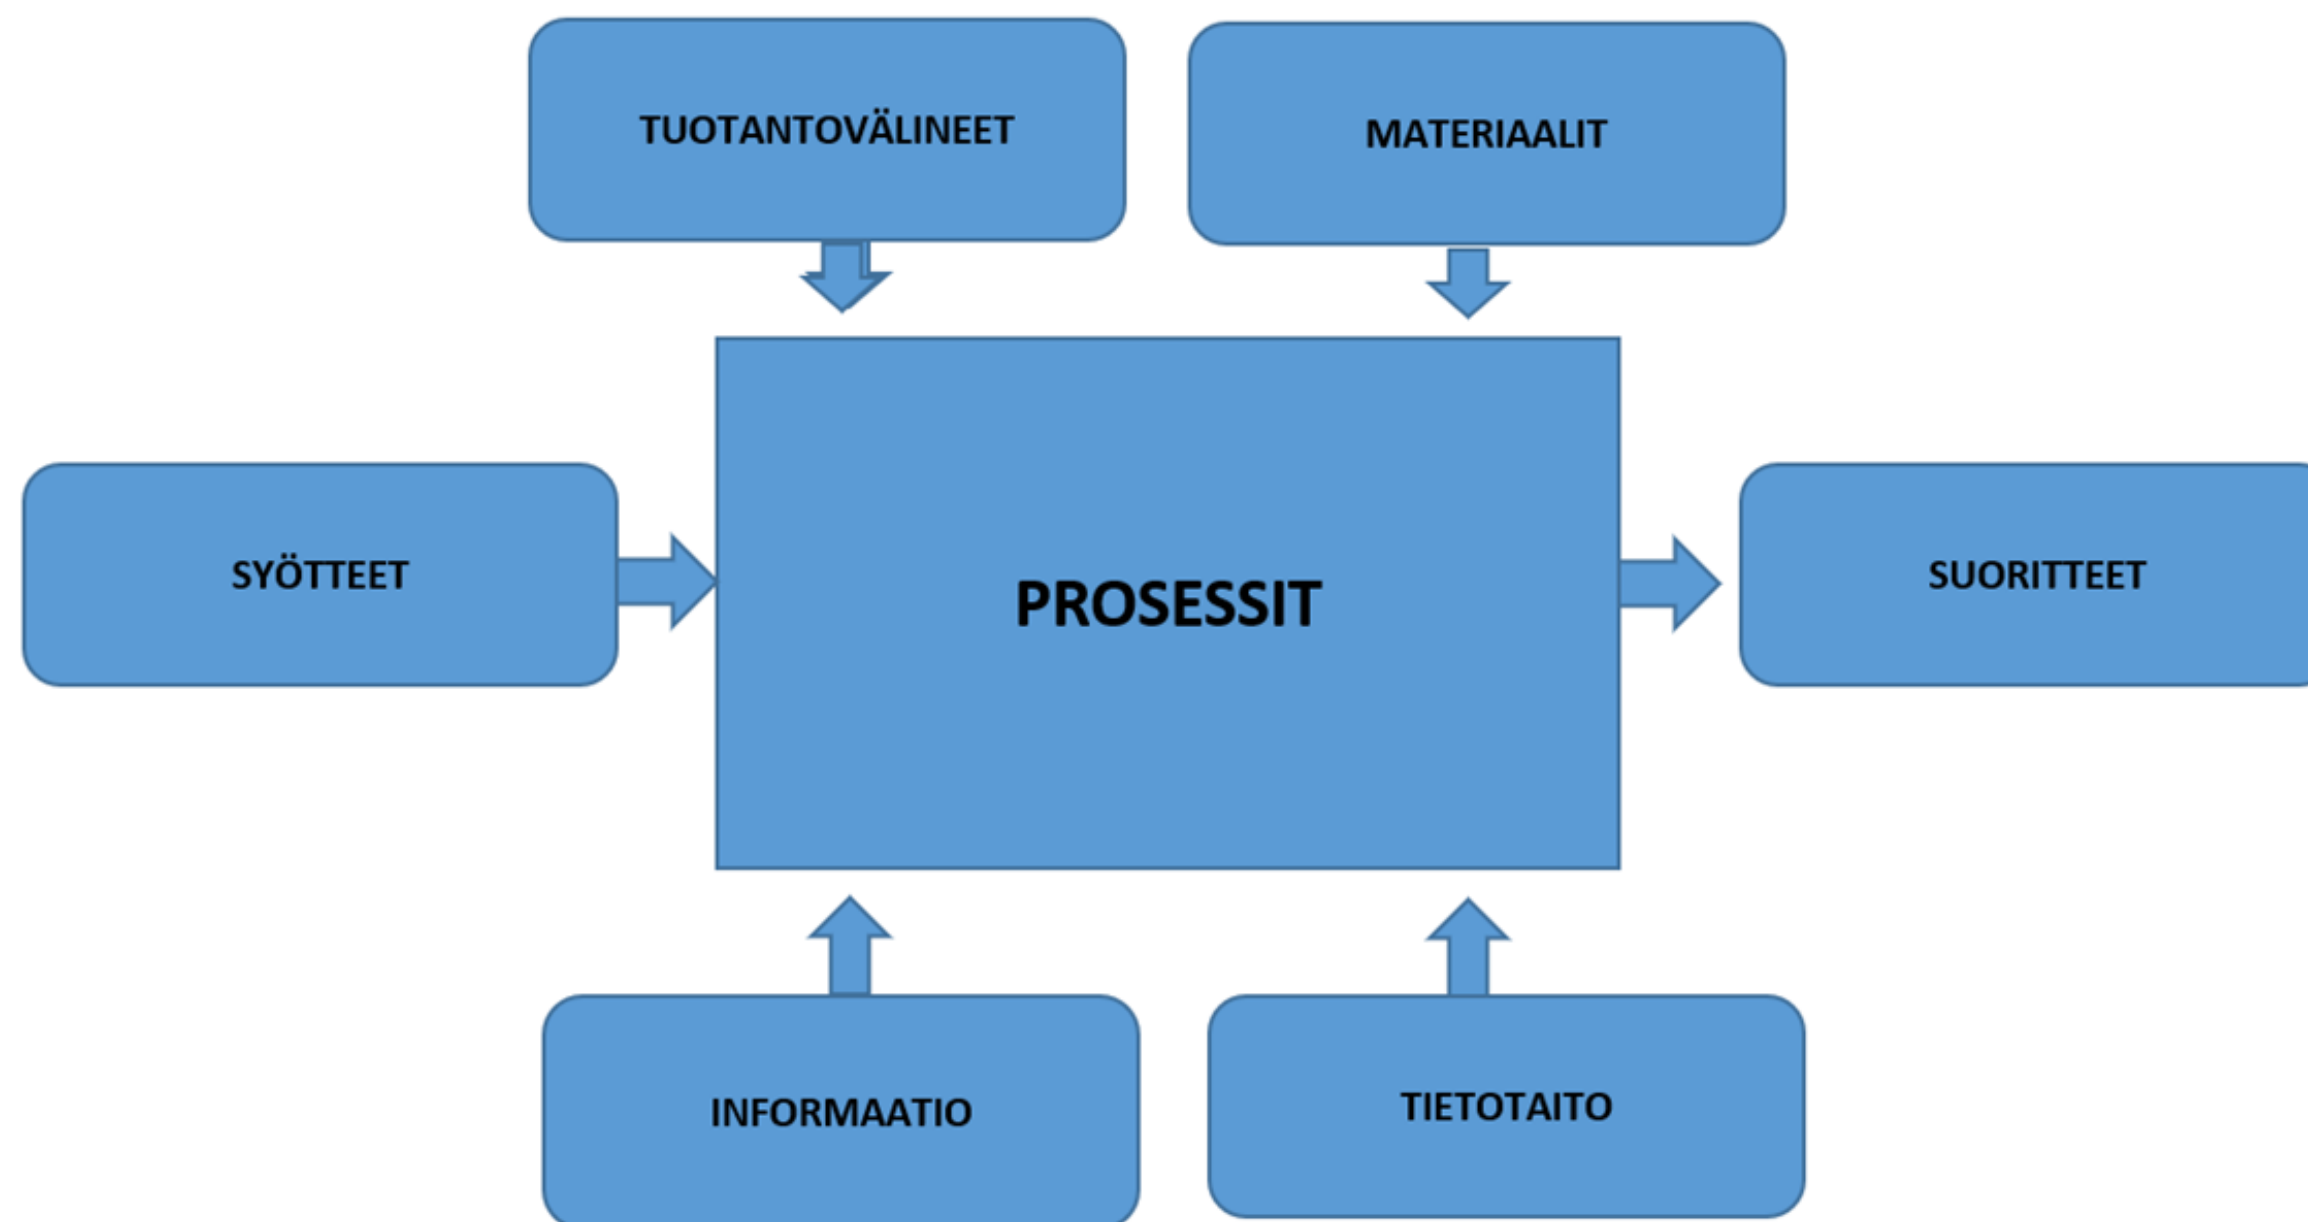 TUOTANTOVÄLINEET
MATERIAALIT
SYÖTTEET
PROSESSIT
SUORITTEET
INFORMAATIO
TIETOTAITO